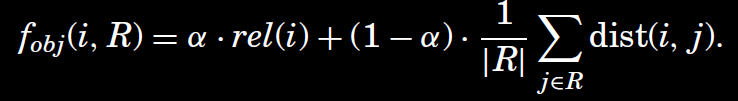 f_{obj}(i, R) = α · rel(i) + (1 − α) · \frac{1}{|R|} \sum_{j∈R} dist(i, j).